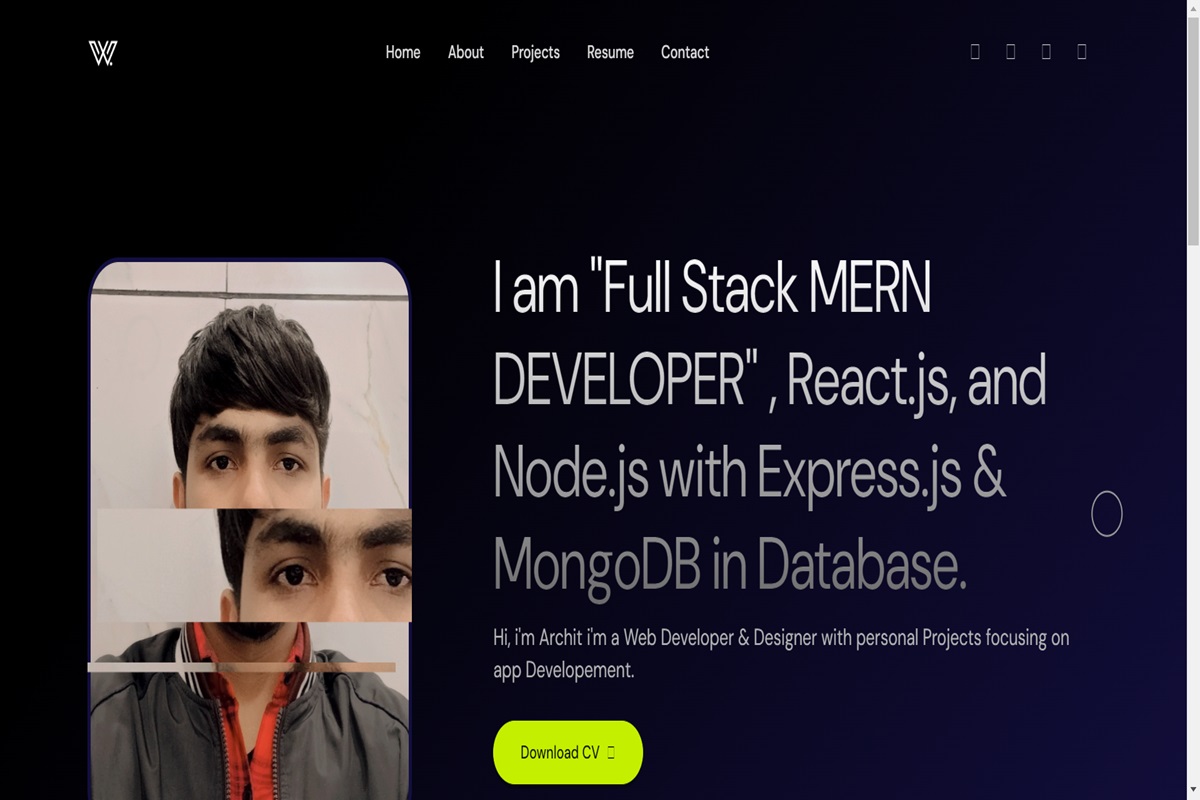 W.
Home About Projects Resume Contact
I am "Full Stack MERN
DEVELOPER" , React.js, and
Node.js with Express.js &
MongoDB in Database.
Hi, i'm Archit i'm a Web Developer & Designer with personal Projects focusing on
app Developement.
Download CV